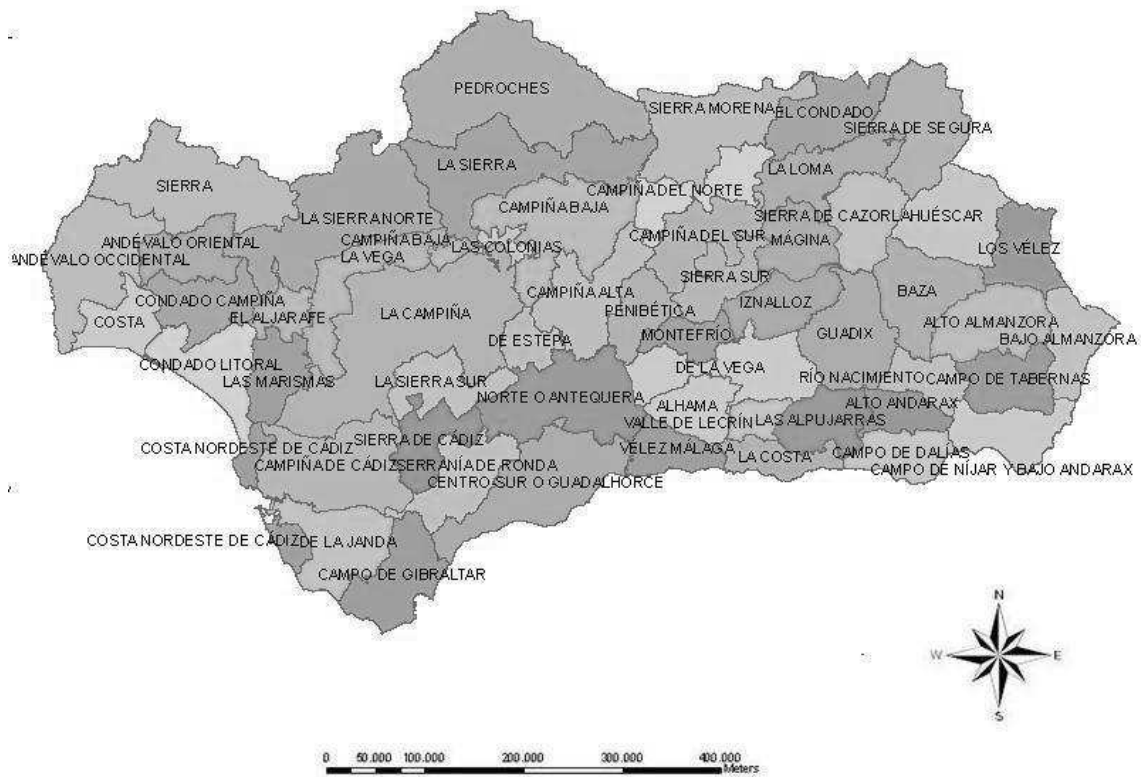 PEDROCHES
SIERRA MORENA
EL CONDADO
SIERRA DE SEGURA
LA SIERRA
LA LOMA
SIERRA
CAMPIÑA DEL NORTE
CAMPIÑA BAJA
LA SIERRA NORTE
SIERRA DE CAZORLA
HUÉSCAR
CAMPIÑA DEL SUR
MÁGINA
ANDÉVALO ORIENTAL
CAMPIÑA BAJA
LAS COLONIAS
LOS VÉLEZ
ANDÉVALO OCCIDENTAL
LA VEGA
SIERRA SUR
CAMPIÑA ALTA
BAZA
CONDADO CAMPIÑA
IZNALLOZ
PENIBÉTICA
EL ALJARAFE
LA CAMPIÑA
COSTA
ALTO ALMANZORA
MONTEFRÍO
GUADIX
BAJO ALMANZORA
DE ESTEPA
CONDADO LITORAL
DE LA VEGA
LAS MARISMAS
LA SIERRA SUR
RÍO NACIMIENTO
CAMPO DE TABERNAS
NORTE O ANTEQUERA
ALHAMA
ALTO ANDARAX
VALLE DE LECRÍN
LAS ALPUJARRAS
COSTA NORDESTE DE CÁDIZ
SIERRA DE CÁDIZ
VÉLEZ MÁLAGA
LA COSTA
CAMPO DE DALÍAS
CAMPIÑA DE CÁDIZ
SERRANÍA DE RONDA
CAMPO DE NÍJAR Y BAJO ANDARAX
CENTRO-SUR O GUADALHORCE
COSTA NORDESTE DE CÁDIZ
DE LA JANDA
CAMPO DE GIBRALTAR
N
W
E
S
0 50.000 100.000 200.000 300.000 400.000
Meters